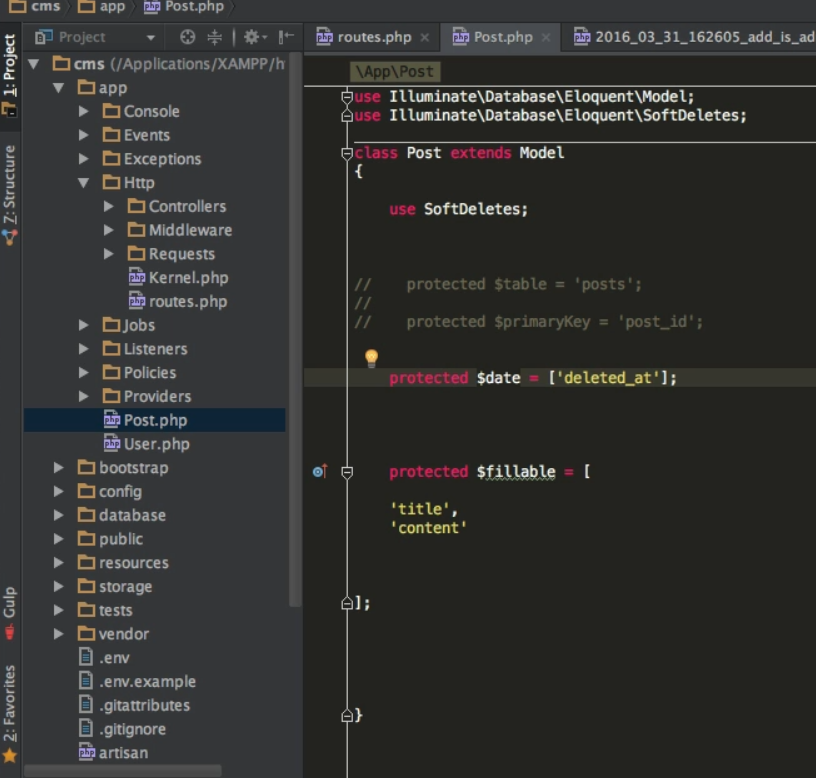 cms app Post.php
Project
routes.php Post.php 2016_03_31_162605_add_is_ad
1: Project
7: Structure
Gulp
2: Favorites
cms (/Applications/XAMPP/h
app
Console
Events
Exceptions
Http
Controllers
Middleware
Requests
Kernel.php
routes.php
Jobs
Listeners
Policies
Providers
Post.php
User.php
bootstrap
config
database
public
resources
storage
tests
vendor
.env
.env.example
.gitattributes
.gitignore
artisan
\App\Post
use Illuminate\Database\Eloquent\Model;
use Illuminate\Database\Eloquent\SoftDeletes;
class Post extends Model
{
use SoftDeletes;
// protected $table = 'posts';
//
// protected $primaryKey = 'post_id';
protected $date = ['deleted_at'];
protected $fillable = [
'title',
'content'
];
}